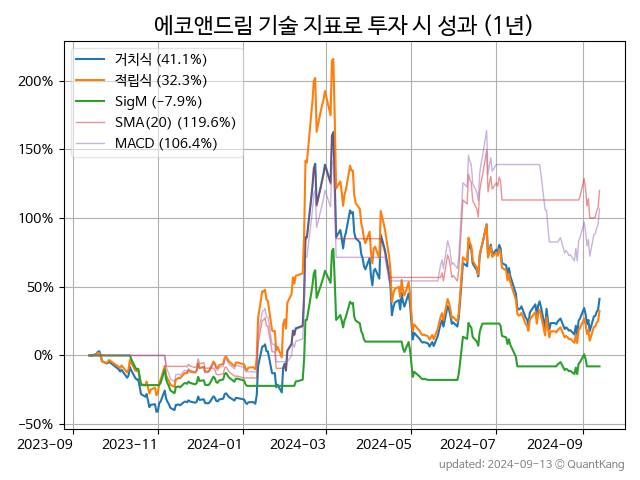 에코앤드림 기술 지표로 투자 시 성과 (1년)
거치식 (41.1%)
적립식 (32.3%)
SigM (−7.9%)
SMA(20) (119.6%)
MACD (106.4%)
200%
150%
100%
50%
0%
−50%
2023-09 2023-11 2024-01 2024-03 2024-05 2024-07 2024-09
updated: 2024-09-13 ⓒ QuantKang